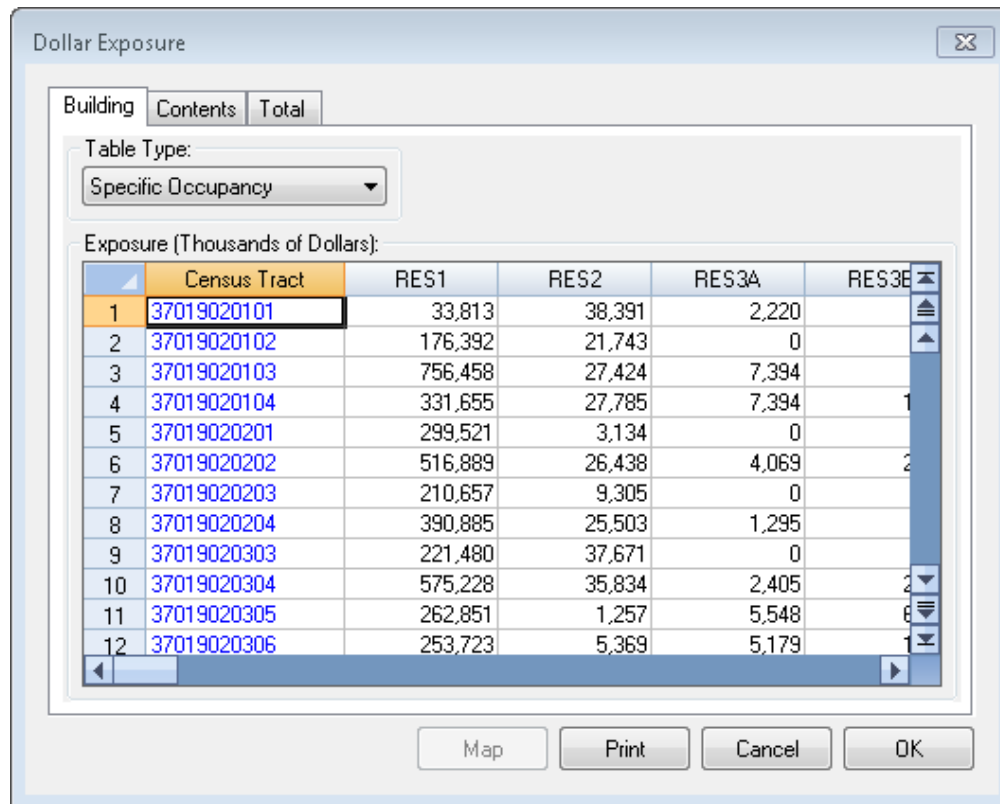 Dollar Exposure
Building Contents Total
Table Type:
Specific Occupancy
Exposure (Thousands of Dollars):
Census Tract RES1 RES2 RES3A
1 37019020101 33,813 38,391 2,220
2 37019020102 176,392 21,743 0
3 37019020103 756,458 27,424 7,394
4 37019020104 331,655 27,785 7,394 1
5 37019020201 299,521 3,134 0
6 37019020202 516,889 26,438 4,069 2
7 37019020203 210,657 9,305 0
8 37019020204 390,885 25,503 1,295
9 37019020303 221,480 37,671 0
10 37019020304 575,228 35,834 2,405 2
11 37019020305 262,851 1,257 5,548 6
12 37019020306 253,723 5,369 5,179 1
Map Print Cancel OK